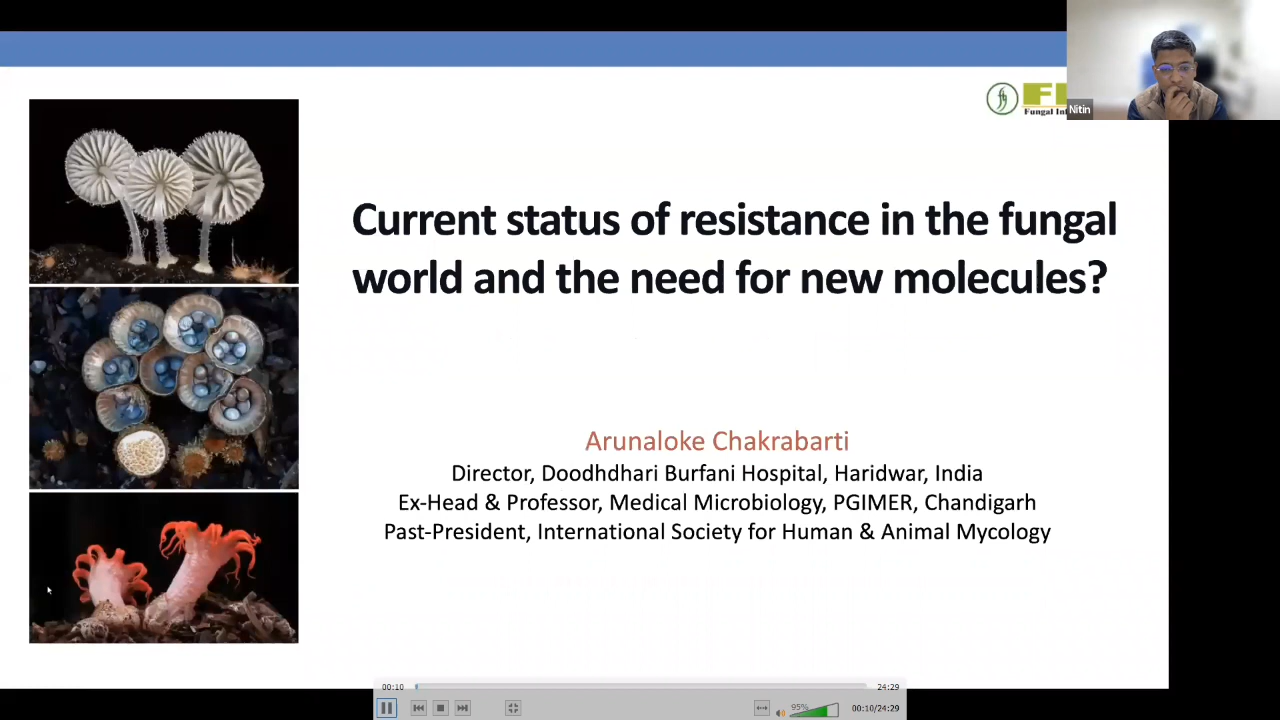 Nitin
Current status of resistance in the fungal
world and the need for new molecules?
Arunaloke Chakrabarti
Director, Doodhdhari Burfani Hospital, Haridwar, India
Ex-Head & Professor, Medical Microbiology, PGIMER, Chandigarh
Past-President, International Society for Human & Animal Mycology
00:10
24:29
95%
00:10/24:29